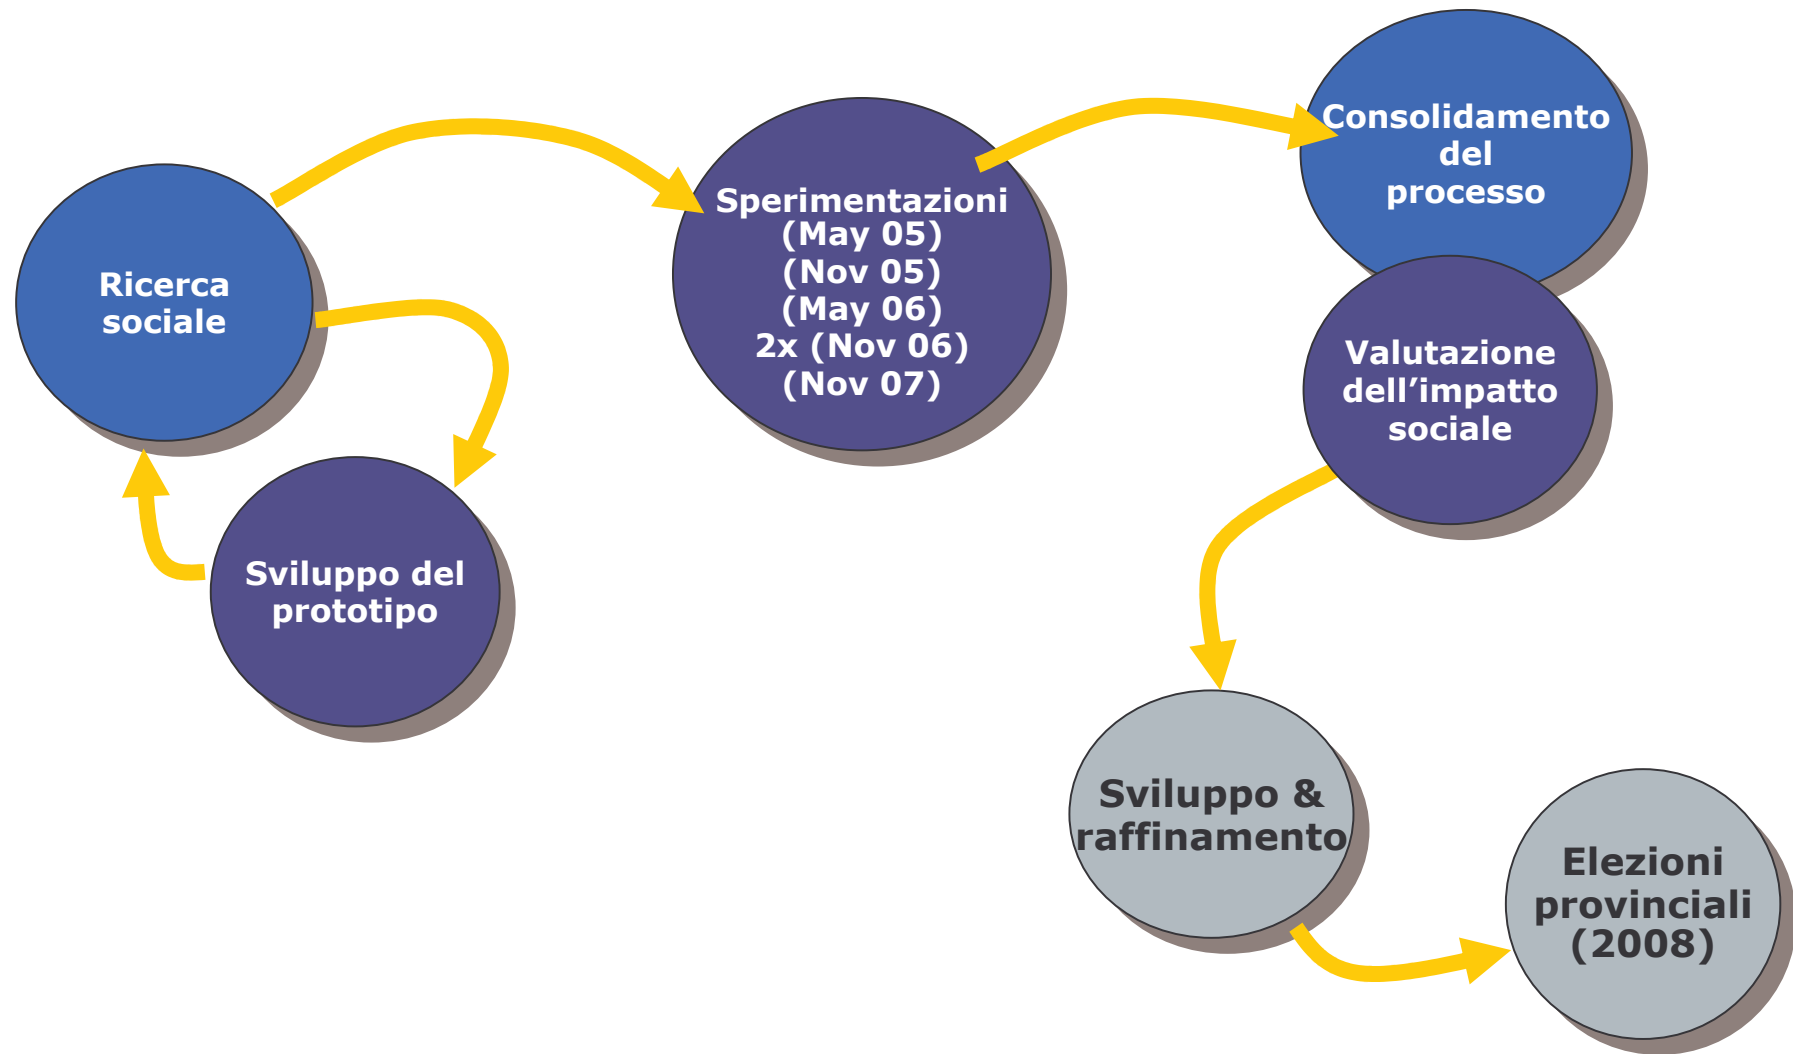 Ricerca
sociale
Sviluppo del
prototipo
Sperimentazioni
(May 05)
(Nov 05)
(May 06)
2x (Nov 06)
(Nov 07)
Consolidamento
del
processo
Valutazione
dell’impatto
sociale
Sviluppo &
raffinamento
Elezioni
provinciali
(2008)